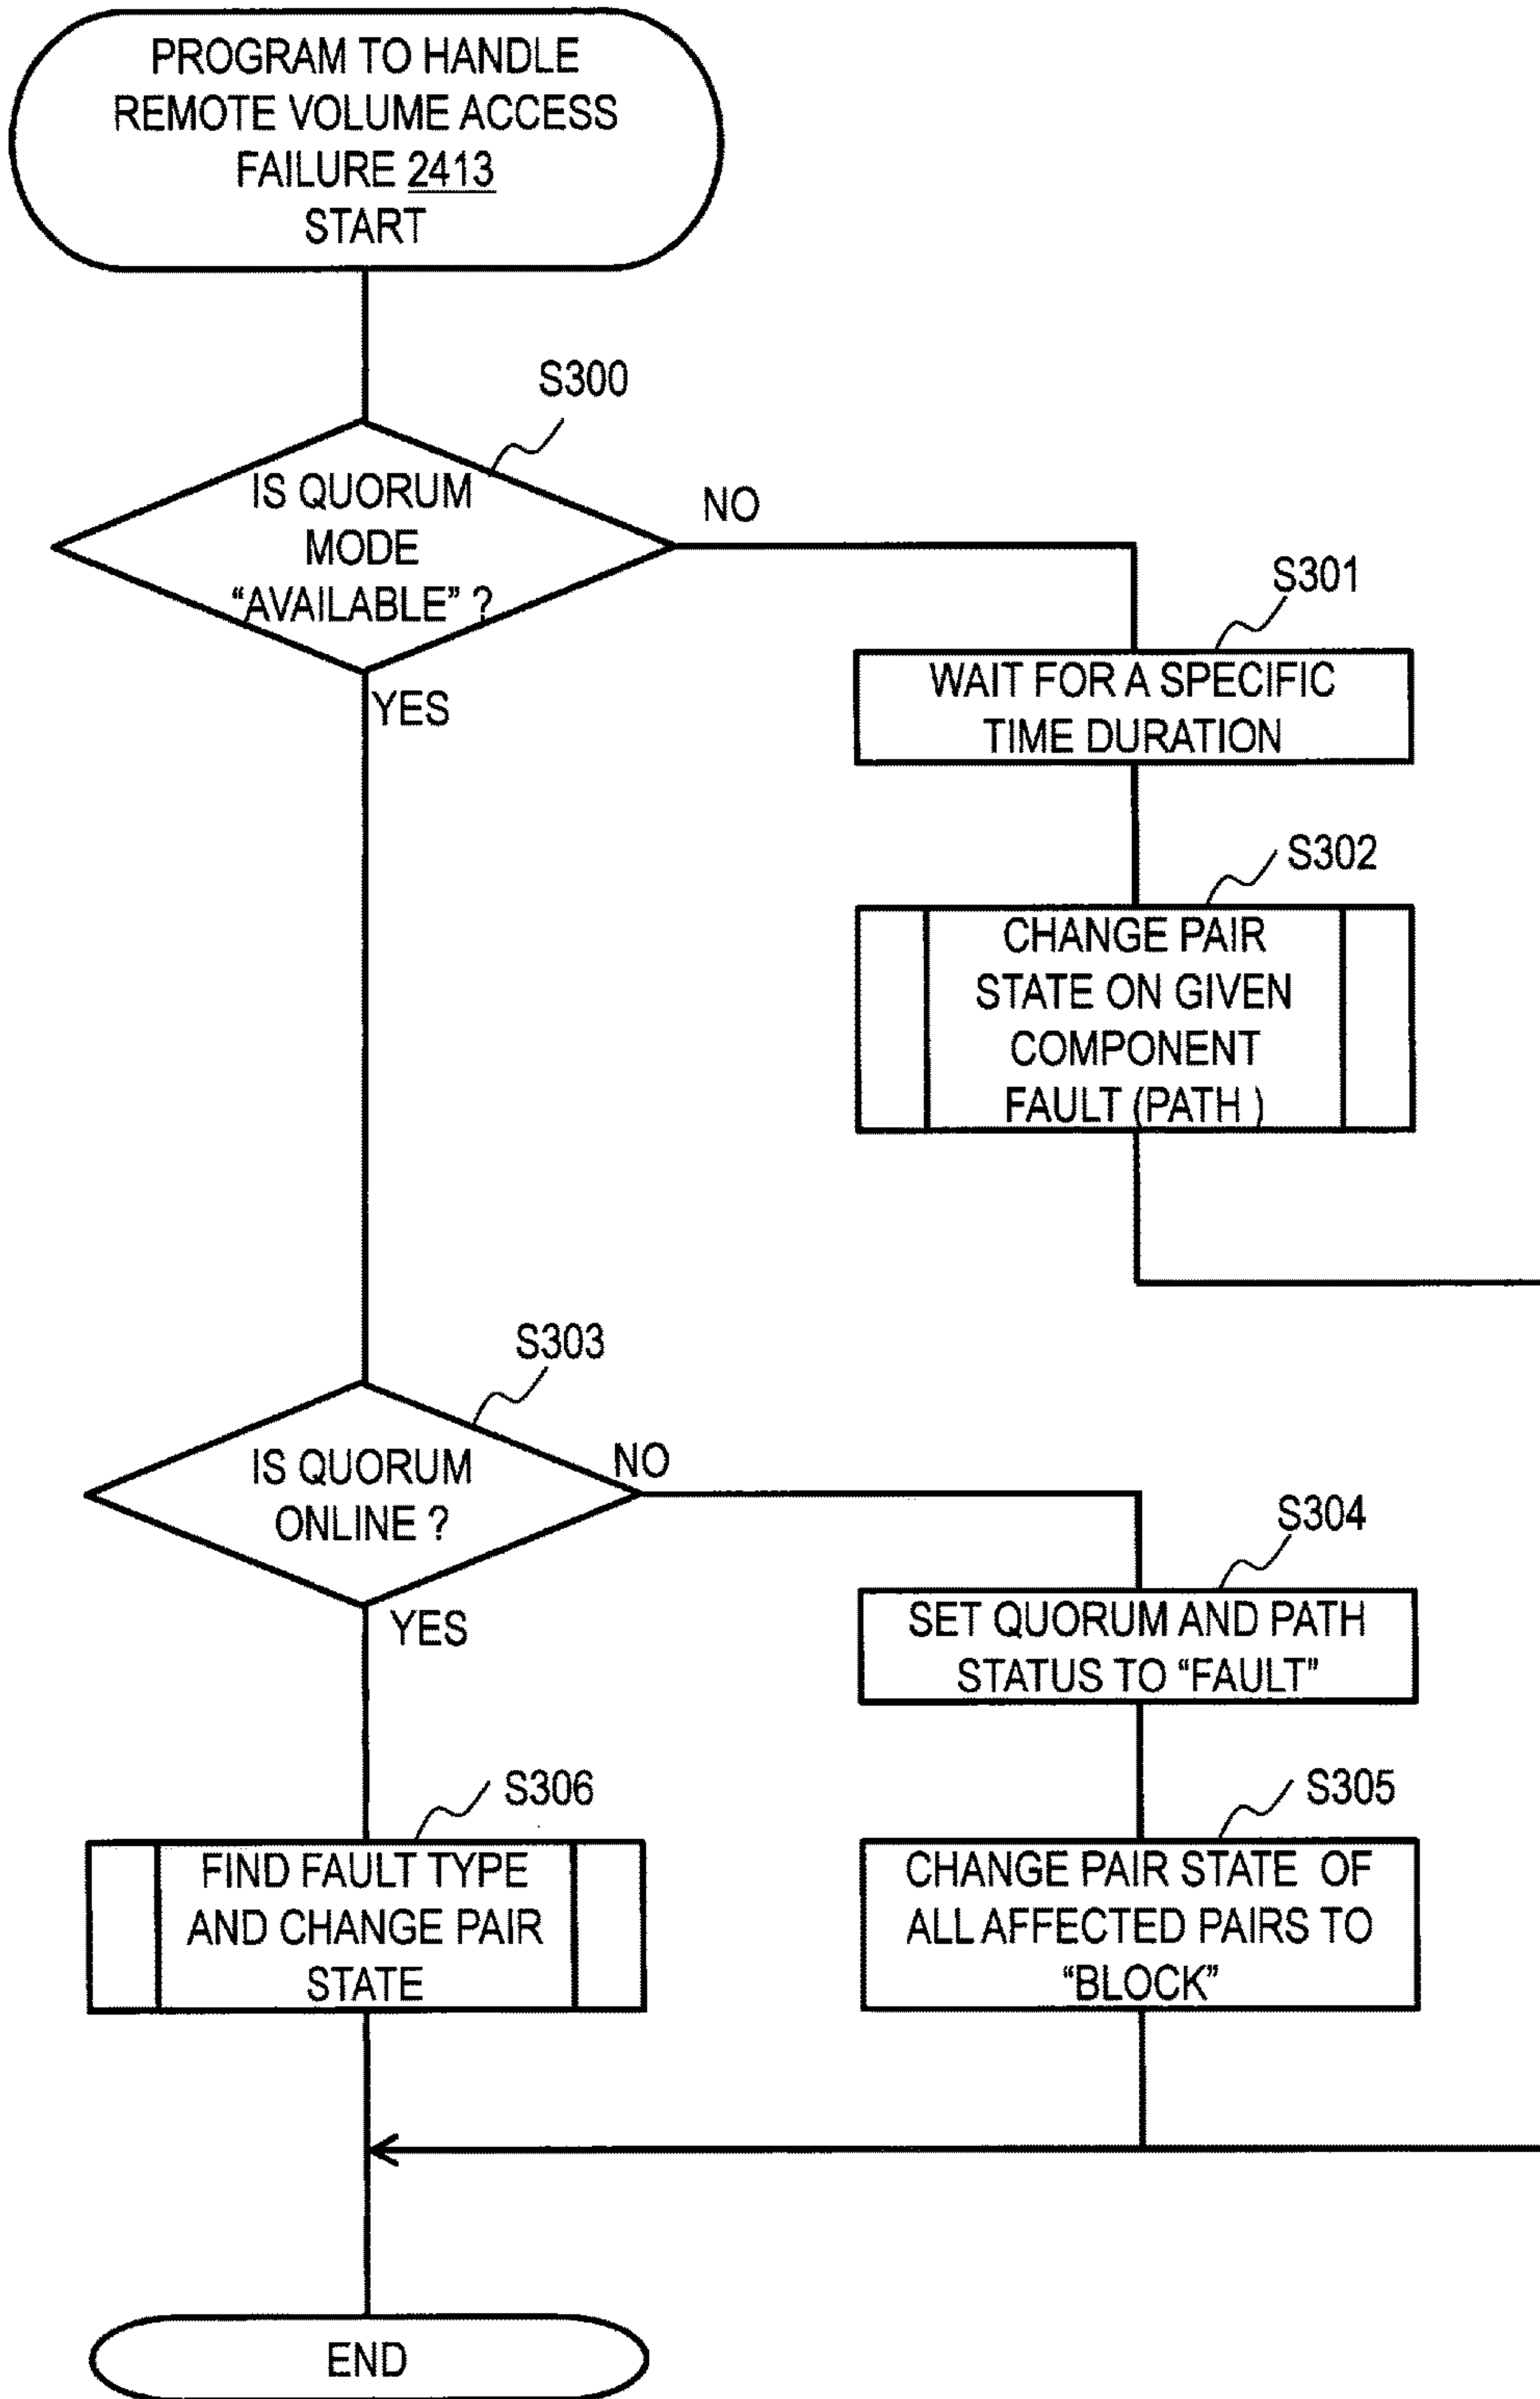 PROGRAM TO HANDLE
REMOTE VOLUME ACCESS
FAILURE 2413
START
S300
IS QUORUM
MODE
“AVAILABLE” ?
NO
YES
S301
WAIT FOR A SPECIFIC
TIME DURATION
S302
CHANGE PAIR
STATE ON GIVEN
COMPONENT
FAULT (PATH )
S303
IS QUORUM
ONLINE ?
NO
YES
S304
SET QUORUM AND PATH
STATUS TO “FAULT”
S305
CHANGE PAIR STATE OF
ALL AFFECTED PAIRS TO
“BLOCK”
S306
FIND FAULT TYPE
AND CHANGE PAIR
STATE
END